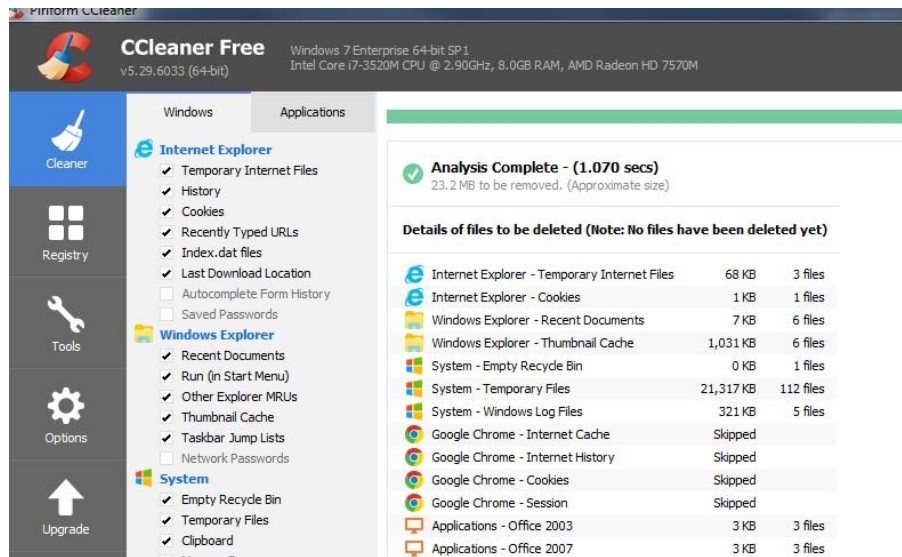 Piriform CCleaner
CCleaner Free
v5.29.6033 (64-bit)
Windows 7 Enterprise 64-bit SP1
Intel Core i7-3520M CPU @ 2.90GHz, 8.0GB RAM, AMD Radeon HD 7570M
Cleaner
Registry
Tools
Options
Upgrade
Windows Applications
Internet Explorer
Temporary Internet Files
History
Cookies
Recently Typed URLs
Index.dat files
Last Download Location
Autocomplete Form History
Saved Passwords
Windows Explorer
Recent Documents
Run (in Start Menu)
Other Explorer MRUs
Thumbnail Cache
Taskbar Jump Lists
Network Passwords
System
Empty Recycle Bin
Temporary Files
Clipboard
Analysis Complete - (1.070 secs)
23.2 MB to be removed. (Approximate size)
Details of files to be deleted (Note: No files have been deleted yet)
Internet Explorer - Temporary Internet Files 68 KB 3 files
Internet Explorer - Cookies 1 KB 1 files
Windows Explorer - Recent Documents 7 KB 6 files
Windows Explorer - Thumbnail Cache 1,031 KB 6 files
System - Empty Recycle Bin 0 KB 1 files
System - Temporary Files 21,317 KB 112 files
System - Windows Log Files 321 KB 5 files
Google Chrome - Internet Cache Skipped
Google Chrome - Internet History Skipped
Google Chrome - Cookies Skipped
Google Chrome - Session Skipped
Applications - Office 2003 3 KB 3 files
Applications - Office 2007 3 KB 3 files